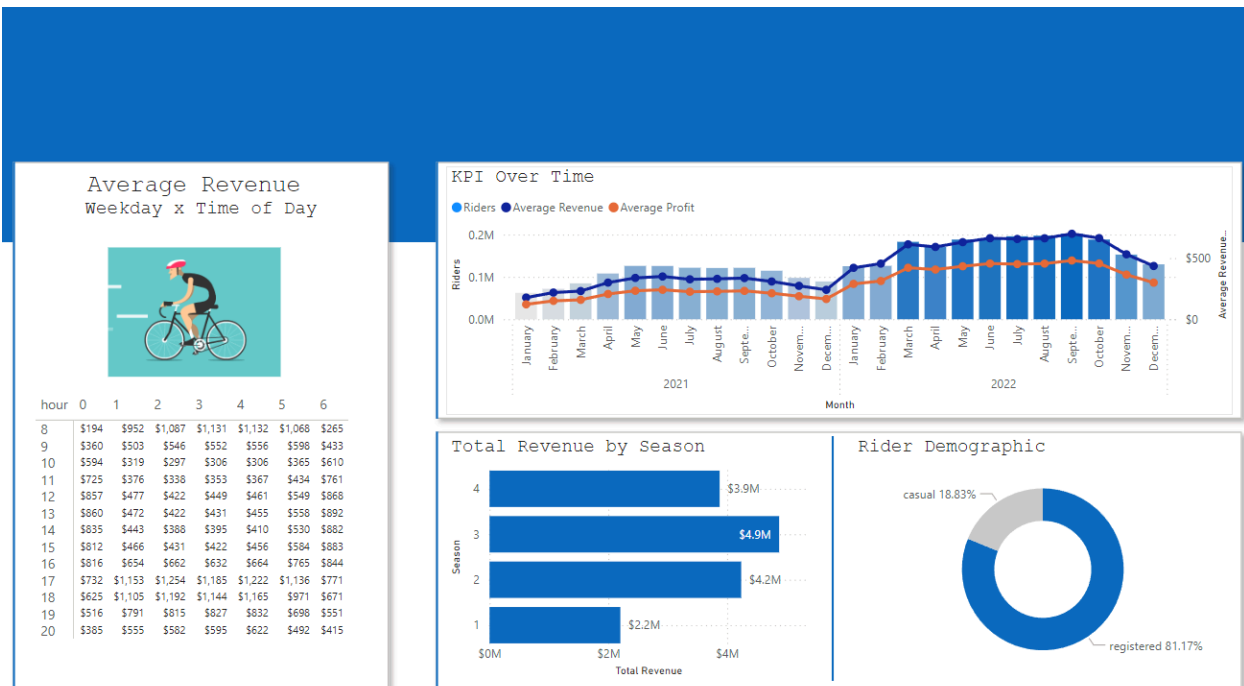 Average Revenue
Weekday x Time of Day
hour 0 1 2 3 4 5 6
8 $194 $952 $1,087 $1,131 $1,132 $1,068 $265
9 $360 $503 $546 $552 $556 $598 $433
10 $594 $319 $297 $306 $306 $365 $610
11 $725 $376 $338 $353 $367 $434 $761
12 $857 $477 $422 $449 $461 $549 $868
13 $860 $472 $422 $431 $455 $558 $892
14 $835 $443 $388 $395 $410 $530 $882
15 $812 $466 $431 $422 $456 $584 $883
16 $816 $654 $662 $632 $664 $765 $844
17 $732 $1,153 $1,254 $1,185 $1,222 $1,136 $771
18 $625 $1,105 $1,192 $1,144 $1,165 $971 $671
19 $516 $791 $815 $827 $832 $698 $551
20 $385 $555 $582 $595 $622 $492 $415
KPI Over Time
Riders Average Revenue Average Profit
Riders
0.2M
0.1M
0.0M
$500
$0
Average Revenue...
January February March April May June July August Septe... October Novem... Decem... January February March April May June July August Septe... October Novem... Decem...
2021 2022
Month
Total Revenue by Season
Season
4 $3.9M
3 $4.9M
2 $4.2M
1 $2.2M
$0M $2M $4M
Total Revenue
Rider Demographic
casual 18.83%
registered 81.17%